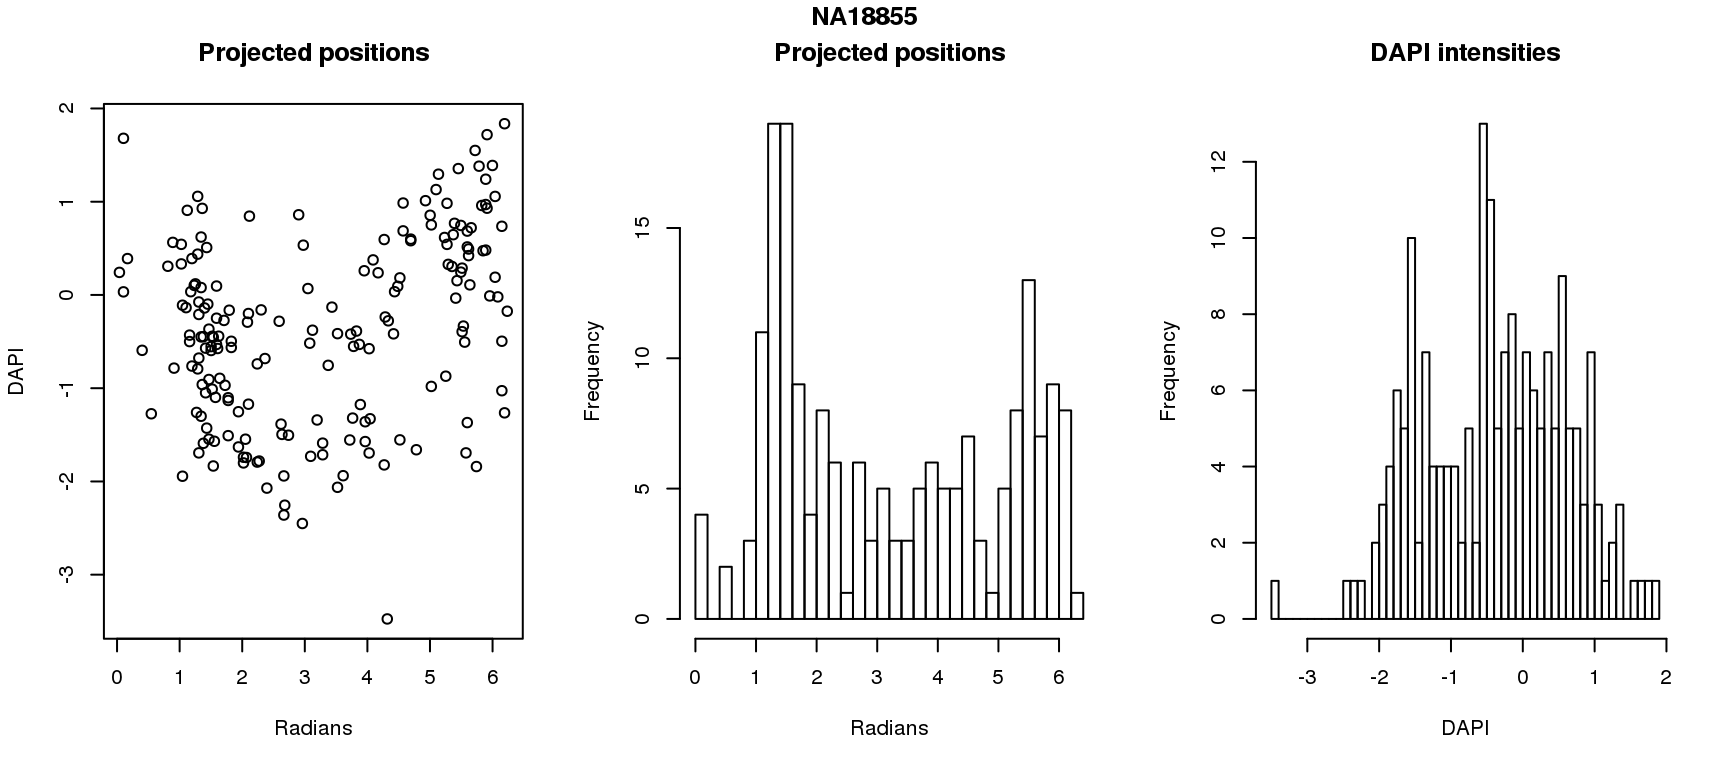 NA18855
Projected positions
Projected positions
DAPI intensities
2
1
0
-1
-2
-3
DAPI
0 1 2 3 4 5 6
Radians
15
10
5
0
Frequency
0 1 2 3 4 5 6
Radians
12
10
8
6
4
2
0
Frequency
-3 -2 -1 0 1 2
DAPI